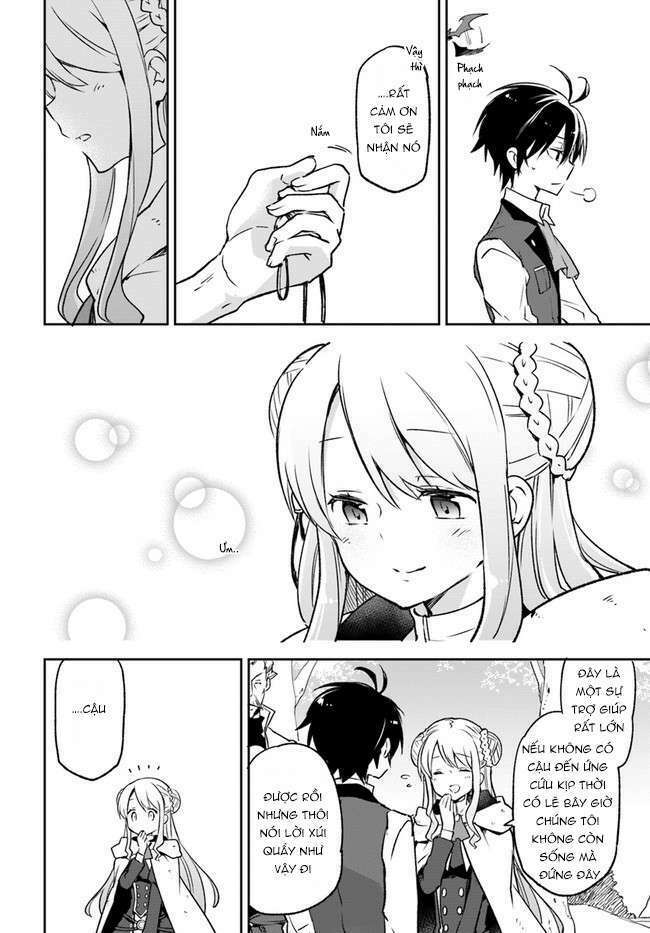 Phạch
phạch
Vậy
thì
....RẤT
CẢM ƠN
TÔI SẼ
NHẬN NÓ
Nắm
Ừm..
ĐÂY LÀ
MỘT SỰ
TRỢ GIÚP
RẤT LỚN
NẾU KHÔNG CÓ
CẬU ĐẾN ỨNG
CỨU KỊP THỜI
CÓ LẼ BÂY GIỜ
CHÚNG TÔI
KHÔNG CÒN
SỐNG MÀ
ĐỨNG ĐÂY
ĐƯỢC RỒI
NHƯNG THÔI
NÓI LỜI XÚI
QUẨY NHƯ
VẬY ĐI
....CẬU